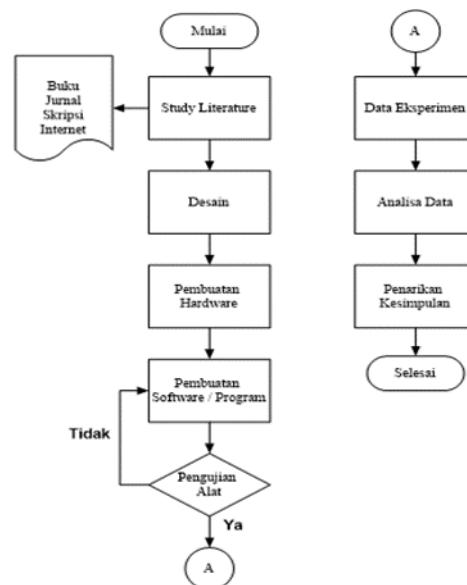 Mulai
Buku
Jurnal
Skripsi
Internet
Study Literature
Desain
Pembuatan
Hardware
Pembuatan
Software / Program
Tidak
Pengujian
Alat
Ya
A
A
Data Eksperimen
Analisa Data
Penarikan
Kesimpulan
Selesai